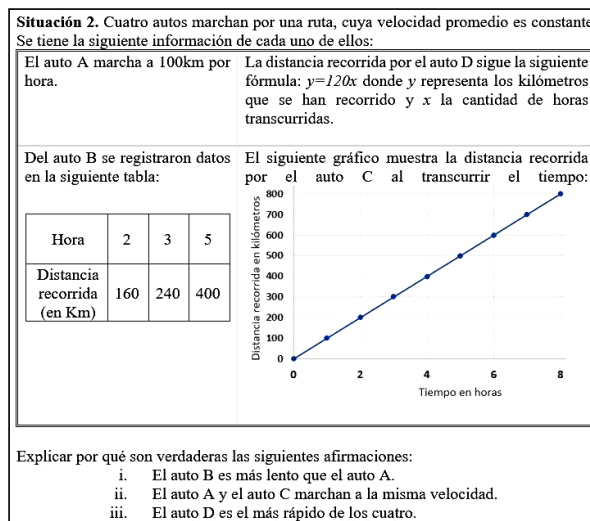 Situación 2. Cuatro autos marchan por una ruta, cuya velocidad promedio es constante
Se tiene la siguiente información de cada uno de ellos:
El auto A marcha a 100km por
hora.
La distancia recorrida por el auto D sigue la siguiente
fórmula: y=120x donde y representa los kilómetros
que se han recorrido y x la cantidad de horas
transcurridas.
Del auto B se registraron datos
en la siguiente tabla:
Hora 2 3 5
Distancia
recorrida 160 240 400
(en Km)
El siguiente gráfico muestra la distancia recorrida
por el auto C al transcurrir el tiempo:
Distancia recorrida en kilómetros
800
700
600
500
400
300
200
100
0
0 2 4 6 8
Tiempo en horas
Explicar por qué son verdaderas las siguientes afirmaciones:
i. El auto B es más lento que el auto A.
ii. El auto A y el auto C marchan a la misma velocidad.
iii. El auto D es el más rápido de los cuatro.